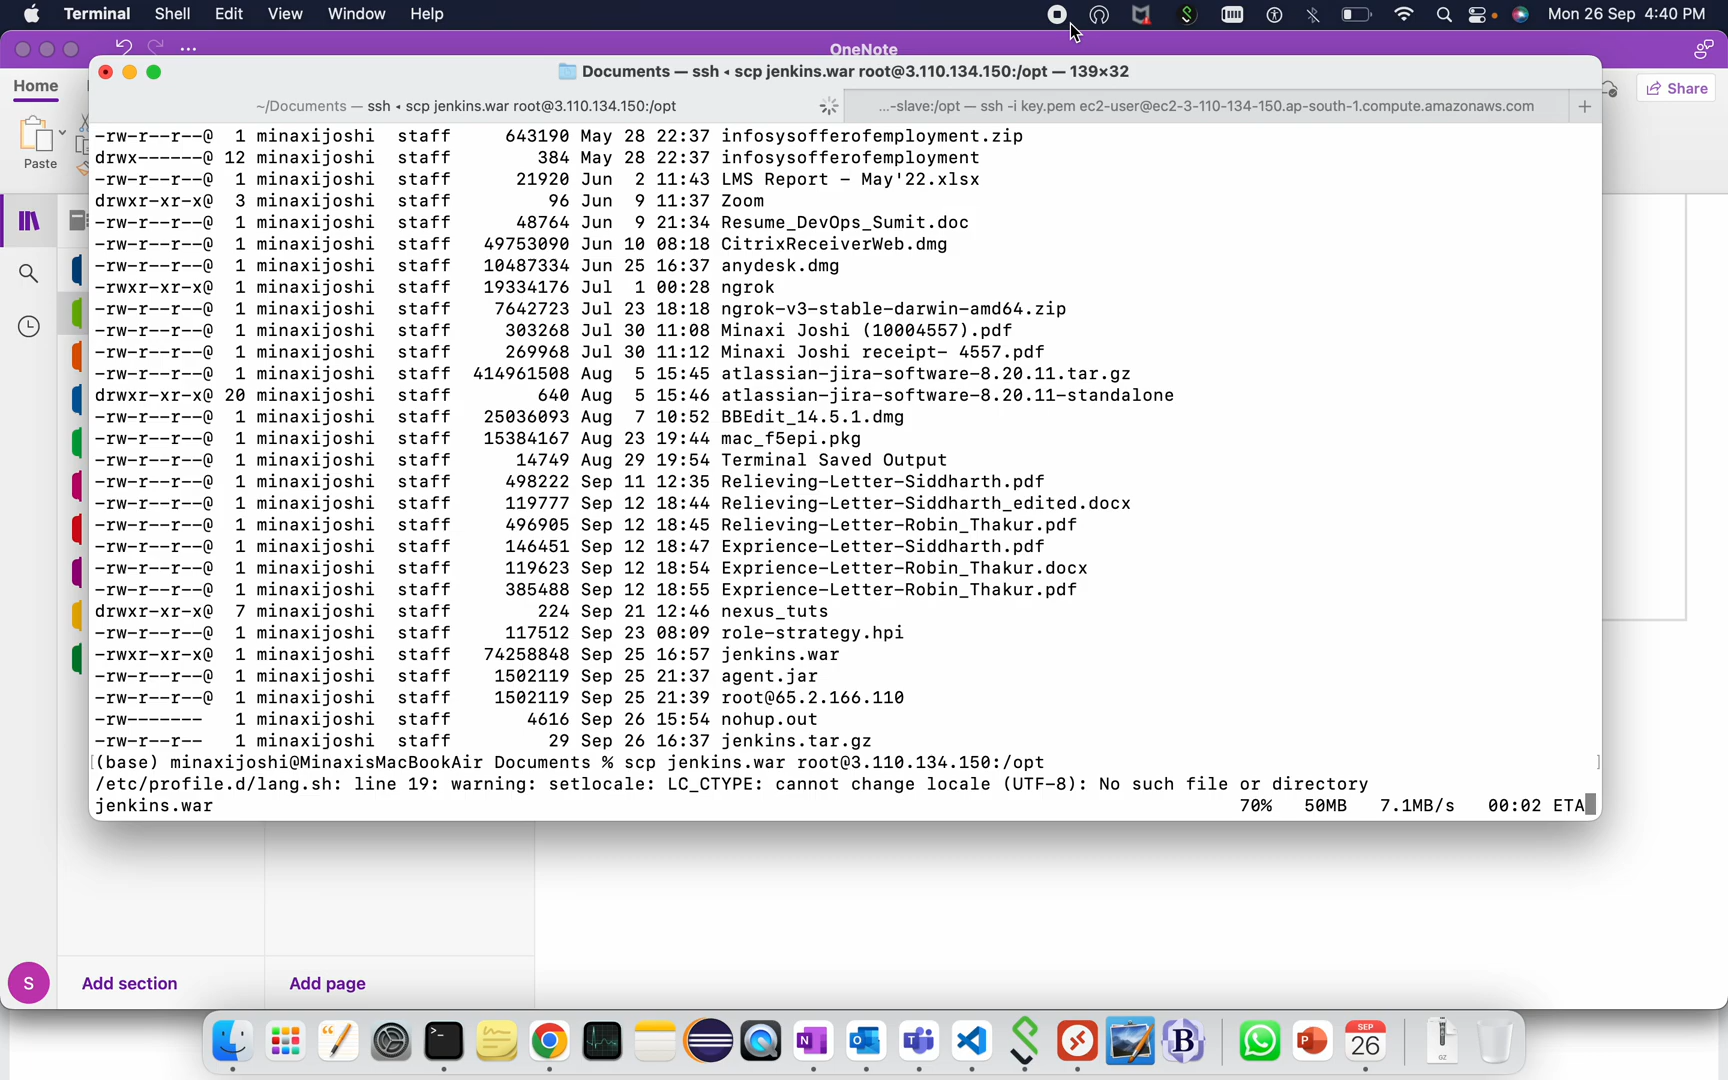 Terminal Shell Edit View Window Help
Mon 26 Sep 4:40 PM
OneNote
Home
Share
Paste
Documents — ssh ◂ scp jenkins.war root@3.110.134.150:/opt — 139×32
~/Documents — ssh ◂ scp jenkins.war root@3.110.134.150:/opt
...-slave:/opt — ssh -i key.pem ec2-user@ec2-3-110-134-150.ap-south-1.compute.amazonaws.com
-rw-r--r--@ 1 minaxijoshi staff 643190 May 28 22:37 infosysofferofemployment.zip
drwx------@ 12 minaxijoshi staff 384 May 28 22:37 infosysofferofemployment
-rw-r--r--@ 1 minaxijoshi staff 21920 Jun 2 11:43 LMS Report - May'22.xlsx
drwxr-xr-x@ 3 minaxijoshi staff 96 Jun 9 11:37 Zoom
-rw-r--r--@ 1 minaxijoshi staff 48764 Jun 9 21:34 Resume_DevOps_Sumit.doc
-rw-r--r--@ 1 minaxijoshi staff 49753090 Jun 10 08:18 CitrixReceiverWeb.dmg
-rw-r--r--@ 1 minaxijoshi staff 10487334 Jun 25 16:37 anydesk.dmg
-rwxr-xr-x@ 1 minaxijoshi staff 19334176 Jul 1 00:28 ngrok
-rw-r--r--@ 1 minaxijoshi staff 7642723 Jul 23 18:18 ngrok-v3-stable-darwin-amd64.zip
-rw-r--r--@ 1 minaxijoshi staff 303268 Jul 30 11:08 Minaxi Joshi (10004557).pdf
-rw-r--r--@ 1 minaxijoshi staff 269968 Jul 30 11:12 Minaxi Joshi receipt- 4557.pdf
-rw-r--r--@ 1 minaxijoshi staff 414961508 Aug 5 15:45 atlassian-jira-software-8.20.11.tar.gz
drwxr-xr-x@ 20 minaxijoshi staff 640 Aug 5 15:46 atlassian-jira-software-8.20.11-standalone
-rw-r--r--@ 1 minaxijoshi staff 25036093 Aug 7 10:52 BBEdit_14.5.1.dmg
-rw-r--r--@ 1 minaxijoshi staff 15384167 Aug 23 19:44 mac_f5epi.pkg
-rw-r--r--@ 1 minaxijoshi staff 14749 Aug 29 19:54 Terminal Saved Output
-rw-r--r--@ 1 minaxijoshi staff 498222 Sep 11 12:35 Relieving-Letter-Siddharth.pdf
-rw-r--r--@ 1 minaxijoshi staff 119777 Sep 12 18:44 Relieving-Letter-Siddharth_edited.docx
-rw-r--r--@ 1 minaxijoshi staff 496905 Sep 12 18:45 Relieving-Letter-Robin_Thakur.pdf
-rw-r--r--@ 1 minaxijoshi staff 146451 Sep 12 18:47 Exprience-Letter-Siddharth.pdf
-rw-r--r--@ 1 minaxijoshi staff 119623 Sep 12 18:54 Exprience-Letter-Robin_Thakur.docx
-rw-r--r--@ 1 minaxijoshi staff 385488 Sep 12 18:55 Exprience-Letter-Robin_Thakur.pdf
drwxr-xr-x@ 7 minaxijoshi staff 224 Sep 21 12:46 nexus_tuts
-rw-r--r--@ 1 minaxijoshi staff 117512 Sep 23 08:09 role-strategy.hpi
-rwxr-xr-x@ 1 minaxijoshi staff 74258848 Sep 25 16:57 jenkins.war
-rw-r--r--@ 1 minaxijoshi staff 1502119 Sep 25 21:37 agent.jar
-rw-r--r--@ 1 minaxijoshi staff 1502119 Sep 25 21:39 root@65.2.166.110
-rw------- 1 minaxijoshi staff 4616 Sep 26 15:54 nohup.out
-rw-r--r-- 1 minaxijoshi staff 29 Sep 26 16:37 jenkins.tar.gz
[(base) minaxijoshi@MinaxisMacBookAir Documents % scp jenkins.war root@3.110.134.150:/opt ]
/etc/profile.d/lang.sh: line 19: warning: setlocale: LC_CTYPE: cannot change locale (UTF-8): No such file or directory
jenkins.war 70% 50MB 7.1MB/s 00:02 ETA
S
Add section
Add page
SEP
26
GZ